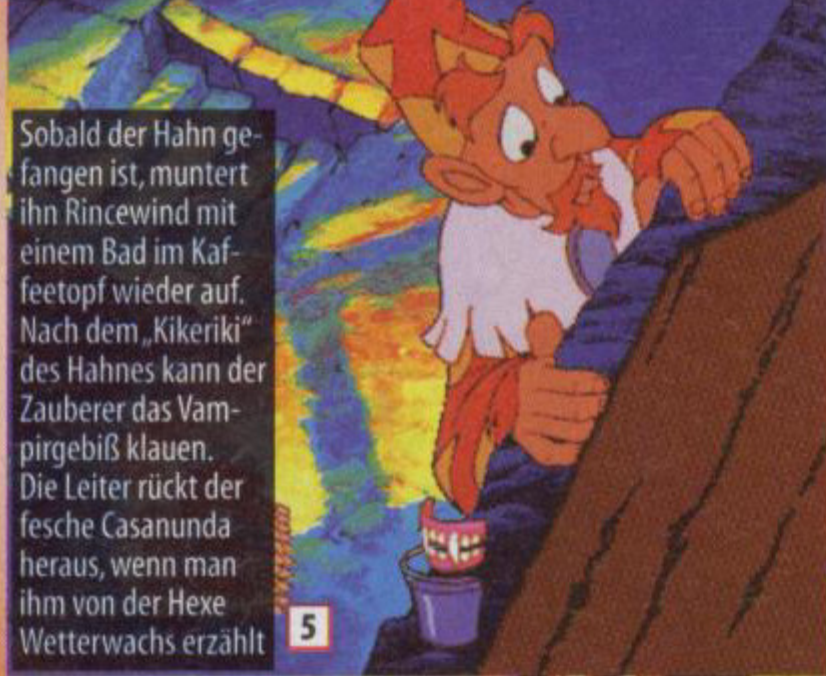 Sobald der Hahn ge-
fangen ist, muntert
ihn Rincewind mit
einem Bad im Kaf-
feetopf wieder auf.
Nach dem „Kikeriki“
des Hahnes kann der
Zauberer das Vam-
pirgebiß klauen.
Die Leiter rückt der
fesche Casanunda
heraus, wenn man
ihm von der Hexe
Wetterwachs erzählt
5